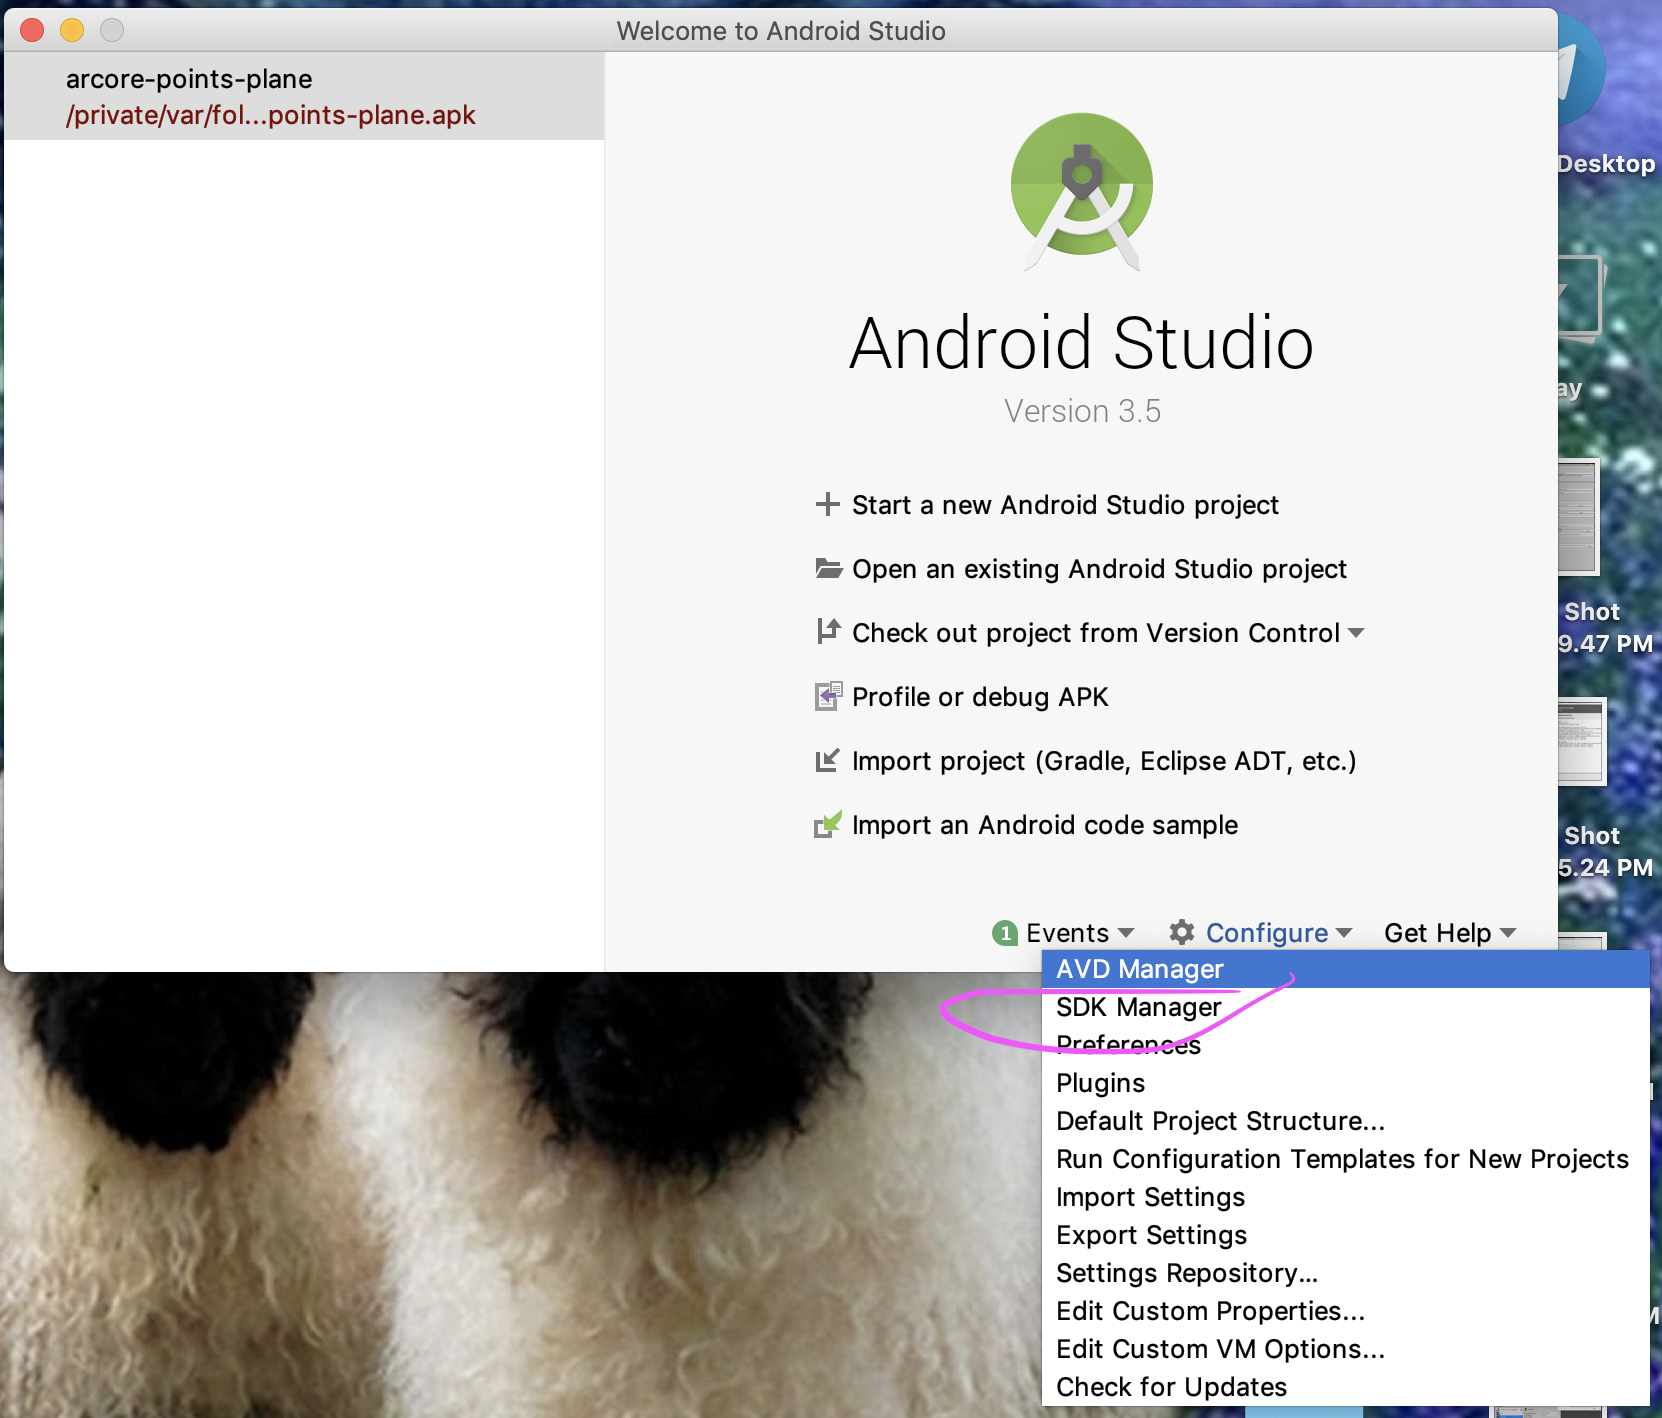 Welcome to Android Studio
arcore-points-plane
/private/var/fol...points-plane.apk
Desktop
Android Studio
Version 3.5
ay
Start a new Android Studio project
Open an existing Android Studio project
Shot
9.47 PM
Check out project from Version Control
Profile or debug APK
Import project (Gradle, Eclipse ADT, etc.)
Import an Android code sample
Shot
5.24 PM
1 Events Configure Get Help
AVD Manager
SDK Manager
Preferences
Plugins
Default Project Structure...
Run Configuration Templates for New Projects
Import Settings
Export Settings
Settings Repository...
Edit Custom Properties...
Edit Custom VM Options...
Check for Updates